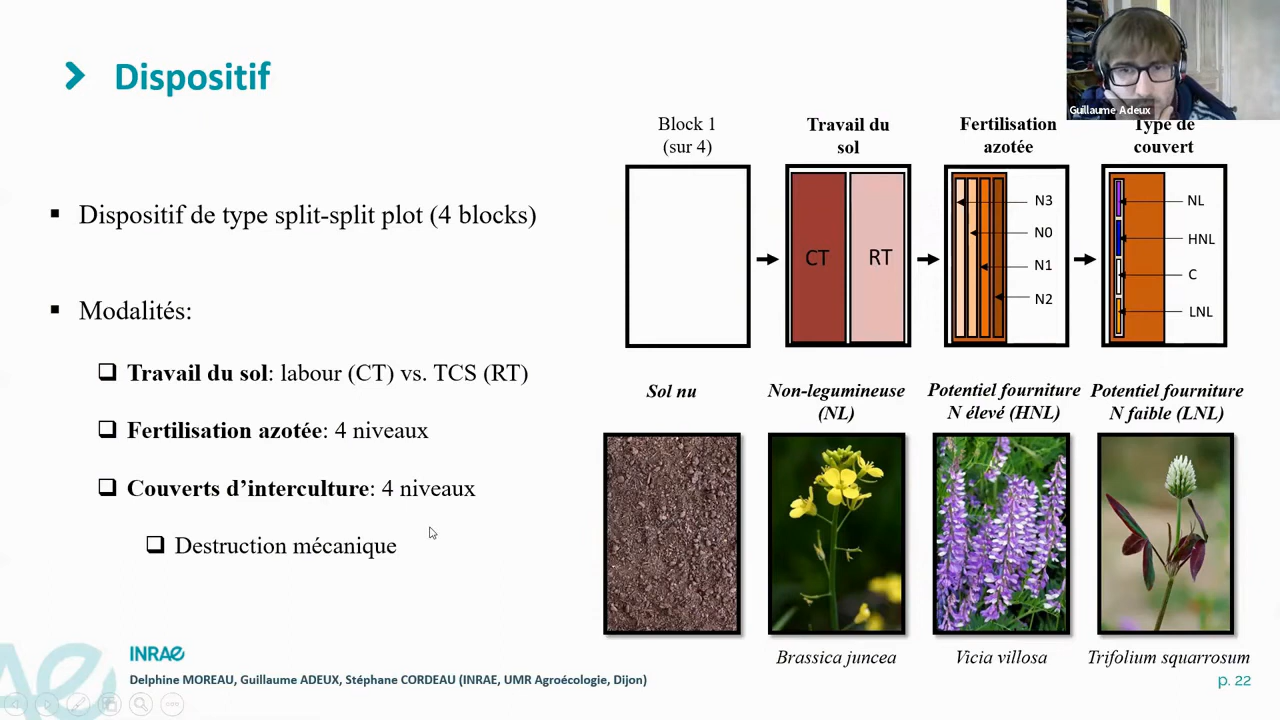 Dispositif
Guillaume Adeux
▪ Dispositif de type split-split plot (4 blocks)
▪ Modalités:
❑ Travail du sol: labour (CT) vs. TCS (RT)
❑ Fertilisation azotée: 4 niveaux
❑ Couverts d’interculture: 4 niveaux
❑ Destruction mécanique
Block 1
(sur 4)
Travail du
sol
Fertilisation
azotée
Type de
couvert
CT
RT
N3
N0
N1
N2
NL
HNL
C
LNL
Sol nu
Non-legumineuse
(NL)
Potentiel fourniture
N élevé (HNL)
Potentiel fourniture
N faible (LNL)
Brassica juncea
Vicia villosa
Trifolium squarrosum
INRAE
Delphine MOREAU, Guillaume ADEUX, Stéphane CORDEAU (INRAE, UMR Agroécologie, Dijon)
p. 22